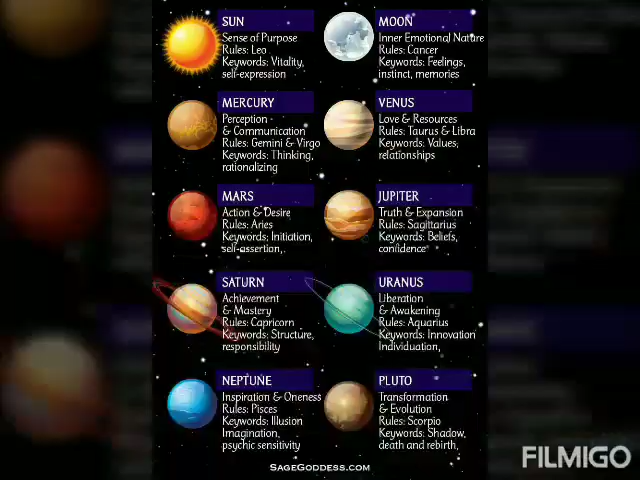 SUN
Sense of Purpose
Rules: Leo
Keywords: Vitality,
self-expression
MOON
Inner Emotional Nature
Rules: Cancer
Keywords: Feelings,
instinct, memories
MERCURY
Perception
& Communication
Rules: Gemini & Virgo
Keywords: Thinking,
rationalizing
VENUS
Love & Resources
Rules: Taurus & Libra
Keywords: Values,
relationships
MARS
Action & Desire
Rules: Aries
Keywords: Initiation,
self-assertion,
JUPITER
Truth & Expansion
Rules: Sagittarius
Keywords: Beliefs,
confidence
SATURN
Achievement
& Mastery
Rules: Capricorn
Keywords: Structure,
responsibility
URANUS
Liberation
& Awakening
Rules: Aquarius
Keywords: Innovation
Individuation,
NEPTUNE
Inspiration & Oneness
Rules: Pisces
Keywords: Illusion
Imagination,
psychic sensitivity
PLUTO
Transformation
& Evolution
Rules: Scorpio
Keywords: Shadow,
death and rebirth,
SAGEGODDESS.COM
FILMIGO